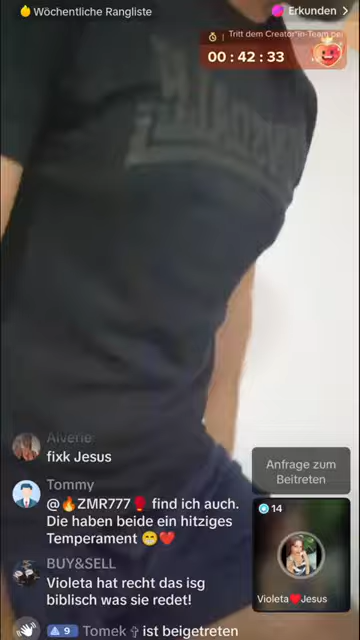 Wöchentliche Rangliste
Erkunden >
Tritt dem Creator*in-Team bei
00 : 42 : 33
Alverie
fixk Jesus
Anfrage zum
Beitreten
Tommy
@🔥ZMR777🌹 find ich auch.
Die haben beide ein hitziges
Temperament 😁❤️
14
BUY&SELL
Violeta hat recht das isg
biblisch was sie redet!
Violeta❤️Jesus
9 Tomek ✞ ist beigetreten